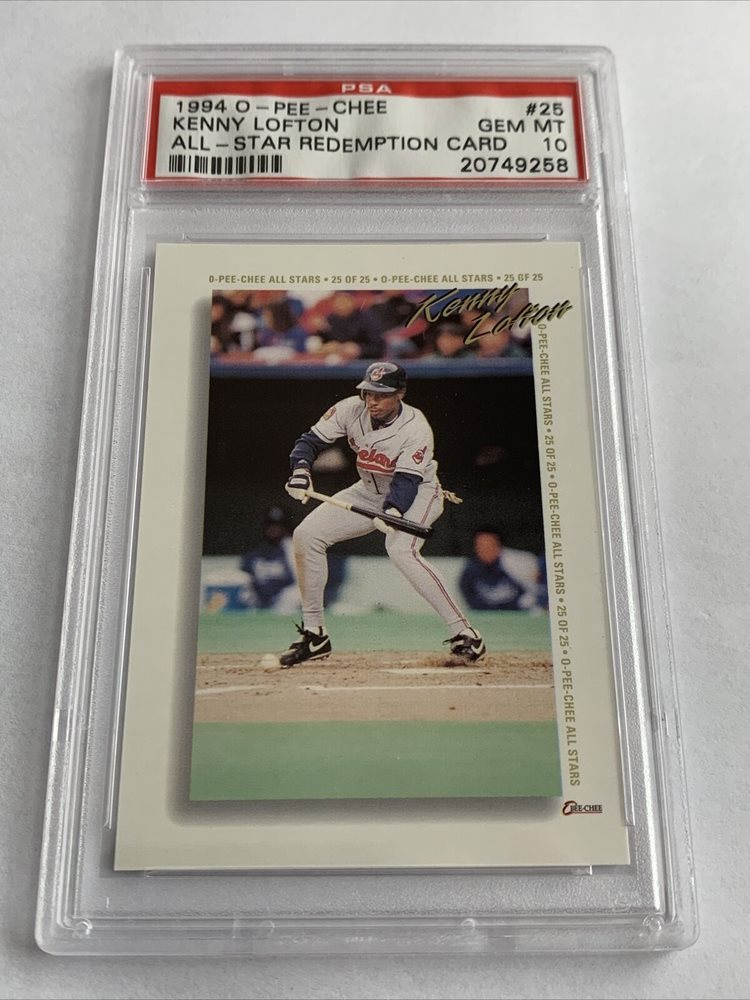 PSA
1994 O-PEE-CHEE #25
KENNY LOFTON GEM MT
ALL-STAR REDEMPTION CARD 10
20749258
O-PEE-CHEE ALL STARS • 25 OF 25 • O-PEE-CHEE ALL STARS • 25 OF 25
Kenny
Lofton
O-PEE-CHEE ALL STARS • 25 OF 25 • O-PEE-CHEE ALL STARS • 25 OF 25 • O-PEE-CHEE ALL STARS
O-PEE-CHEE